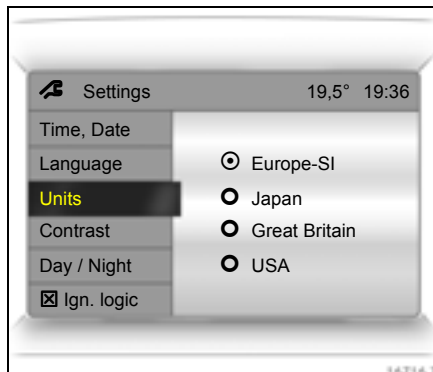 Settings 19,5° 19:36
Time, Date
Language
Units
Contrast
Day / Night
Ign. logic
Europe-SI
Japan
Great Britain
USA